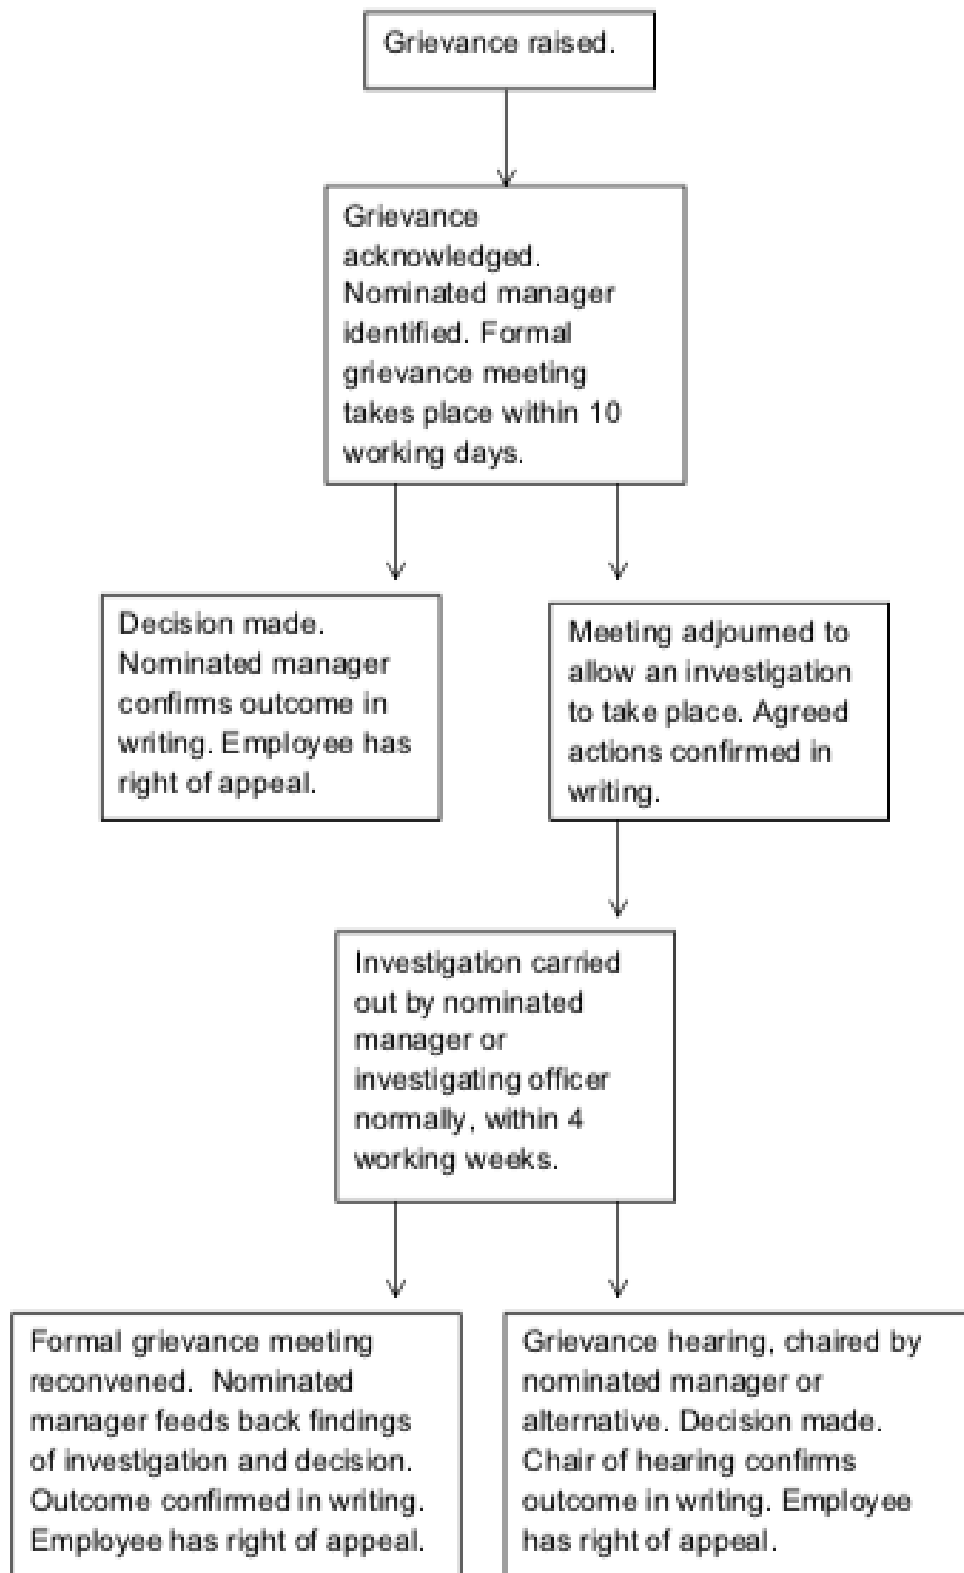 Grievance raised.
Grievance
acknowledged.
Nominated manager
identified. Formal
grievance meeting
takes place within 10
working days.
Decision made.
Nominated manager
confirms outcome in
writing. Employee has
right of appeal.
Meeting adjourned to
allow an investigation
to take place. Agreed
actions confirmed in
writing.
Investigation carried
out by nominated
manager or
investigating officer
normally, within 4
working weeks.
Formal grievance meeting
reconvened.  Nominated
manager feeds back findings
of investigation and decision.
Outcome confirmed in writing.
Employee has right of appeal.
Grievance hearing, chaired by
nominated manager or
alternative. Decision made.
Chair of hearing confirms
outcome in writing. Employee
has right of appeal.